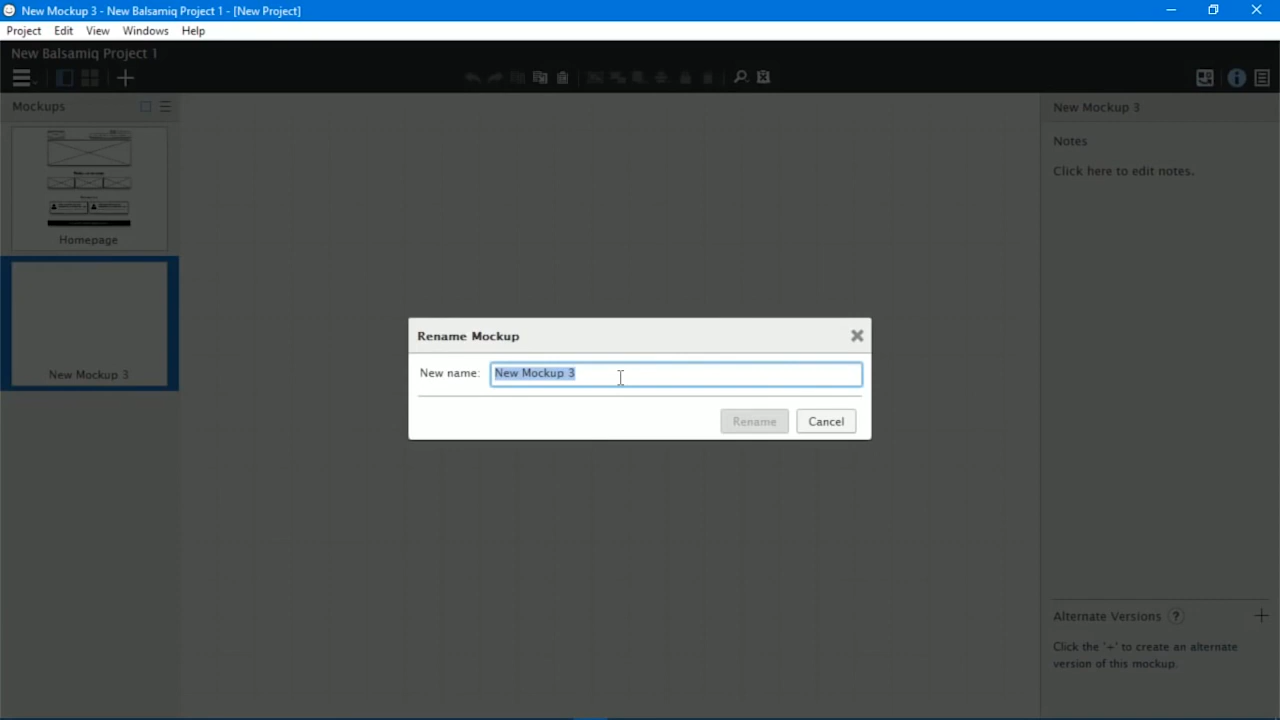 New Mockup 3 - New Balsamiq Project 1 - [New Project]
Project Edit View Windows Help
New Balsamiq Project 1
Mockups
Homepage
New Mockup 3
Rename Mockup
New name: New Mockup 3
Rename Cancel
New Mockup 3
Notes
Click here to edit notes.
Alternate Versions ?
Click the '+' to create an alternate
version of this mockup.